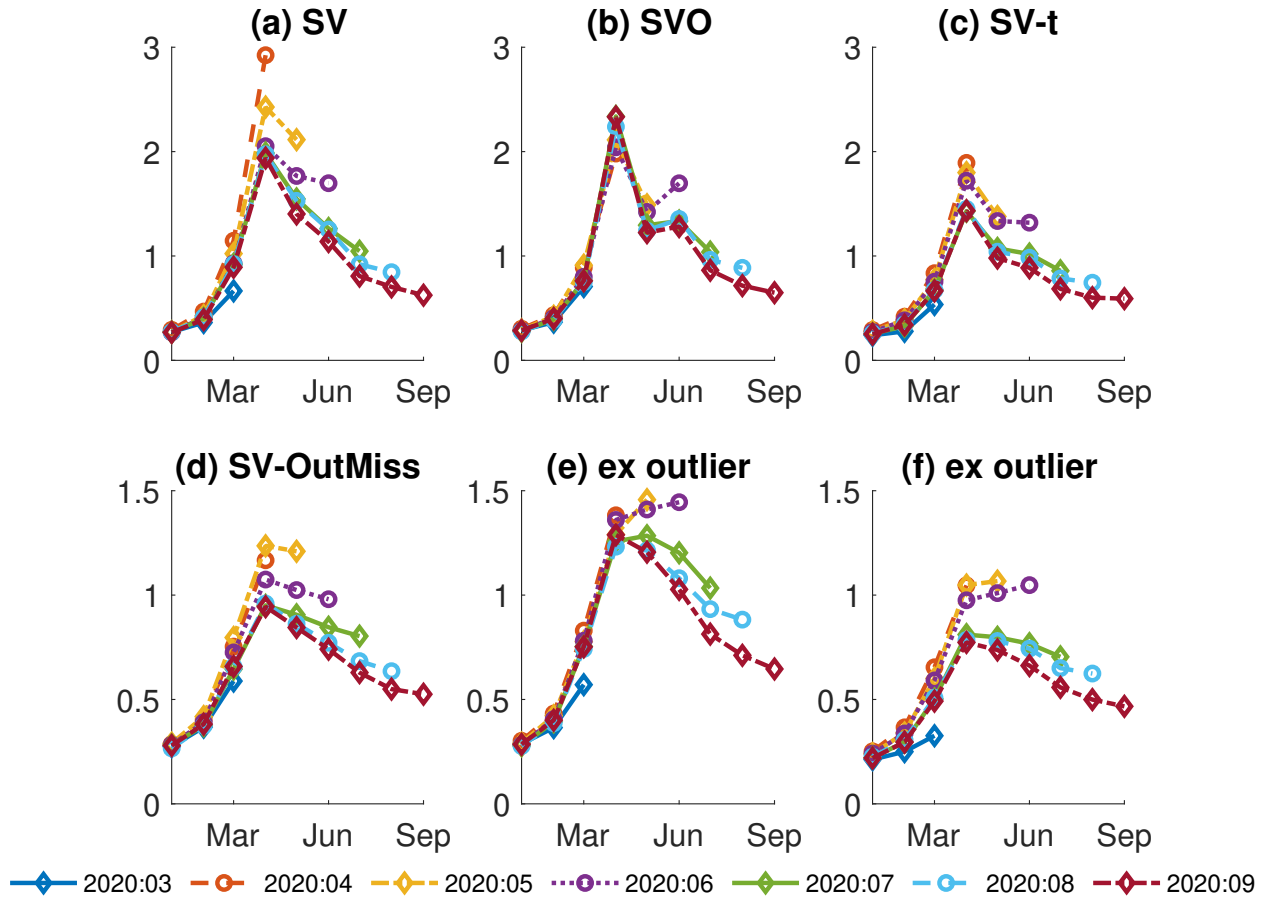 (a) SV
(b) SVO
(c) SV-t
3
2
1
0
Mar
Jun
Sep
3
2
1
0
Mar
Jun
Sep
3
2
1
0
Mar
Jun
Sep
(d) SV-OutMiss
(e) ex outlier
(f) ex outlier
1.5
1
0.5
0
Mar
Jun
Sep
1.5
1
0.5
0
Mar
Jun
Sep
1.5
1
0.5
0
Mar
Jun
Sep
2020:03 2020:04 2020:05 2020:06 2020:07 2020:08 2020:09